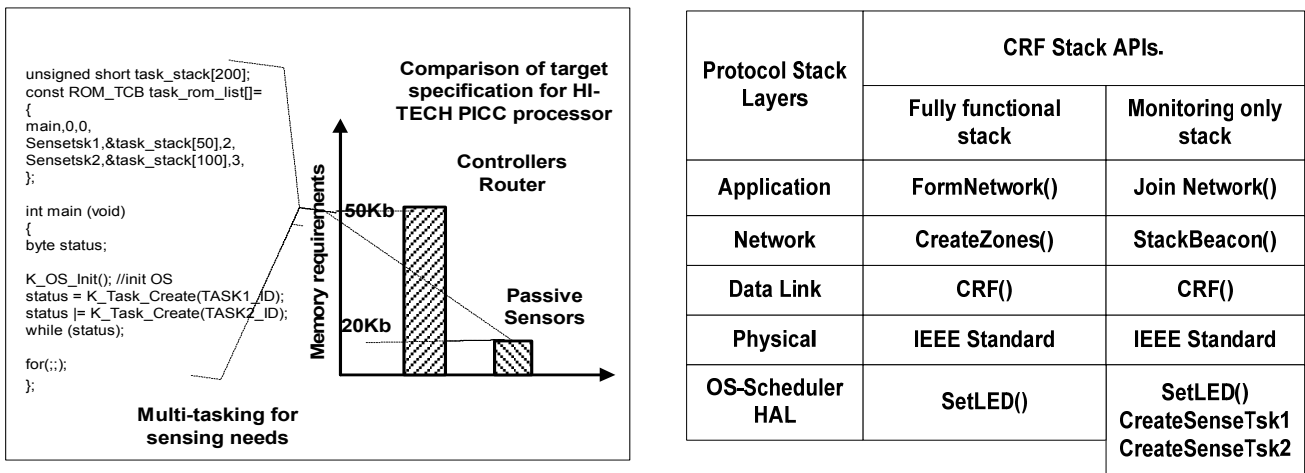 unsigned short task_stack[200];
const ROM_TCB task_rom_list[]=
{
main,0,0,
Sensetsk1,&task_stack[50],2,
Sensetsk2,&task_stack[100],3,
};
int main (void)
{
byte status;
K_OS_Init(); //init OS
status = K_Task_Create(TASK1_ID);
status |= K_Task_Create(TASK2_ID);
while (status);
for(;;);
};
Multi-tasking for
sensing needs
Comparison of target
specification for HI-
TECH PICC processor
Controllers
Router
Memory requirements
50Kb
Passive
Sensors
20Kb
Protocol Stack
Layers
CRF Stack APIs.
Fully functional
stack
Monitoring only
stack
Application
FormNetwork()
Join Network()
Network
CreateZones()
StackBeacon()
Data Link
CRF()
CRF()
Physical
IEEE Standard
IEEE Standard
OS-Scheduler
HAL
SetLED()
SetLED()
CreateSenseTsk1
CreateSenseTsk2